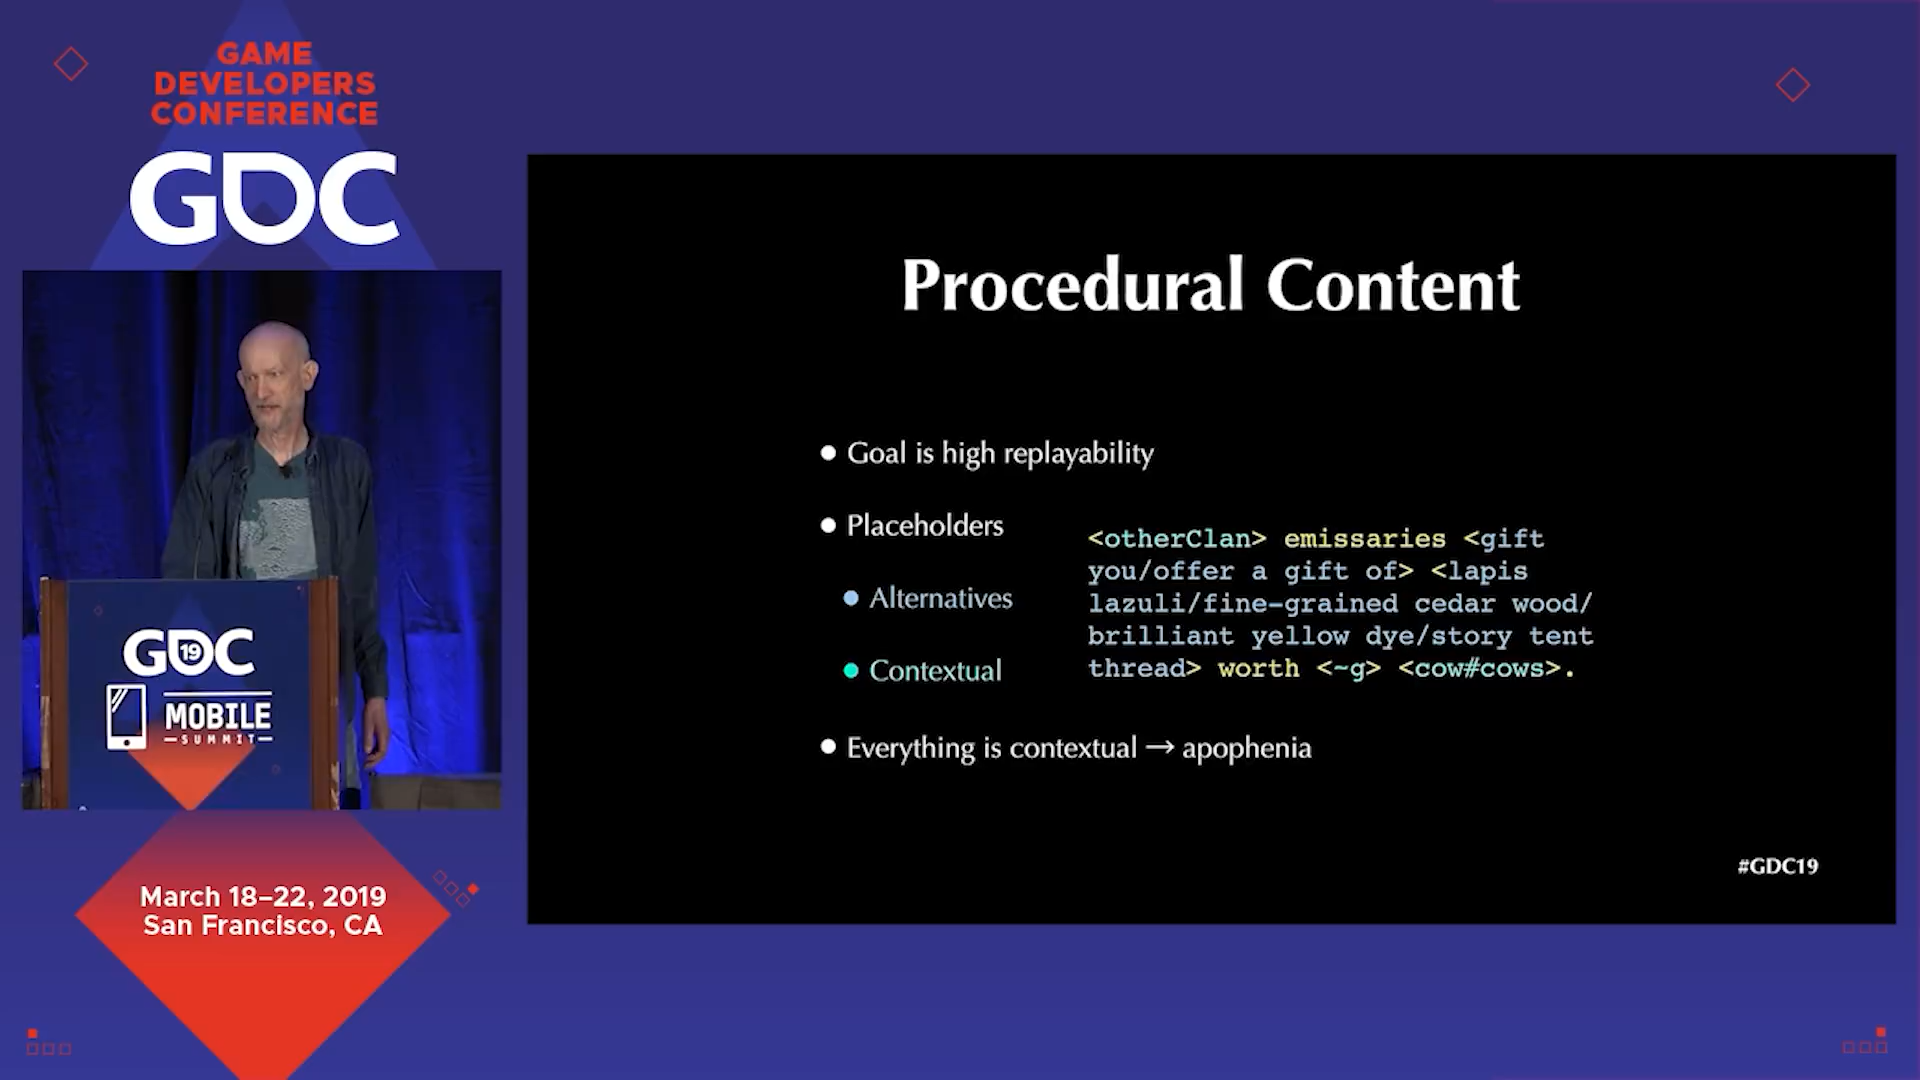 GAME
DEVELOPERS
CONFERENCE
GDC
GDC
19
MOBILE
SUMMIT
March 18–22, 2019
San Francisco, CA
Procedural Content
• Goal is high replayability
• Placeholders
• Alternatives
• Contextual
<otherClan> emissaries <gift
you/offer a gift of> <lapis
lazuli/fine-grained cedar wood/
brilliant yellow dye/story tent
thread> worth <~g> <cow#cows>.
• Everything is contextual → apophenia
#GDC19